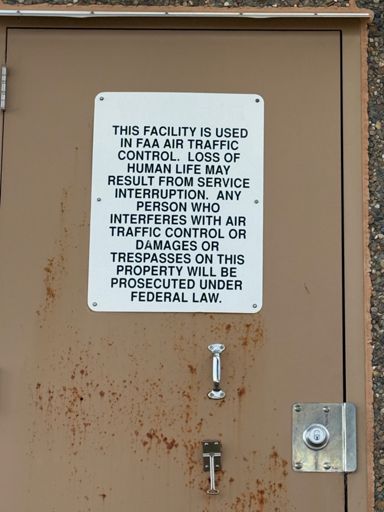 THIS FACILITY IS USED
IN FAA AIR TRAFFIC
CONTROL. LOSS OF
HUMAN LIFE MAY
RESULT FROM SERVICE
INTERRUPTION. ANY
PERSON WHO
INTERFERES WITH AIR
TRAFFIC CONTROL OR
DAMAGES OR
TRESPASSES ON THIS
PROPERTY WILL BE
PROSECUTED UNDER
FEDERAL LAW.